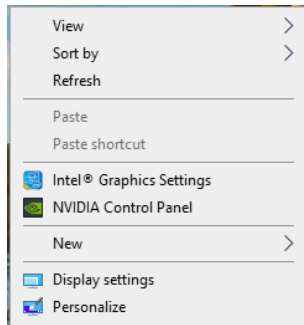 View
Sort by
Refresh
Paste
Paste shortcut
Intel® Graphics Settings
NVIDIA Control Panel
New
Display settings
Personalize